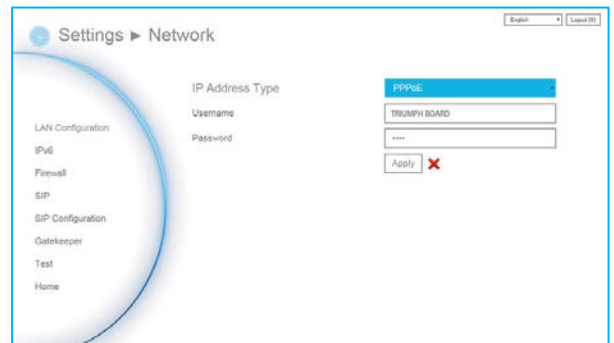 English Logout [X]
Settings ► Network
IP Address Type PPPoE
Username TRIUMPH BOARD
Password ····
Apply
LAN Configuration
IPv6
Firewall
SIP
SIP Configuration
Gatekeeper
Test
Home